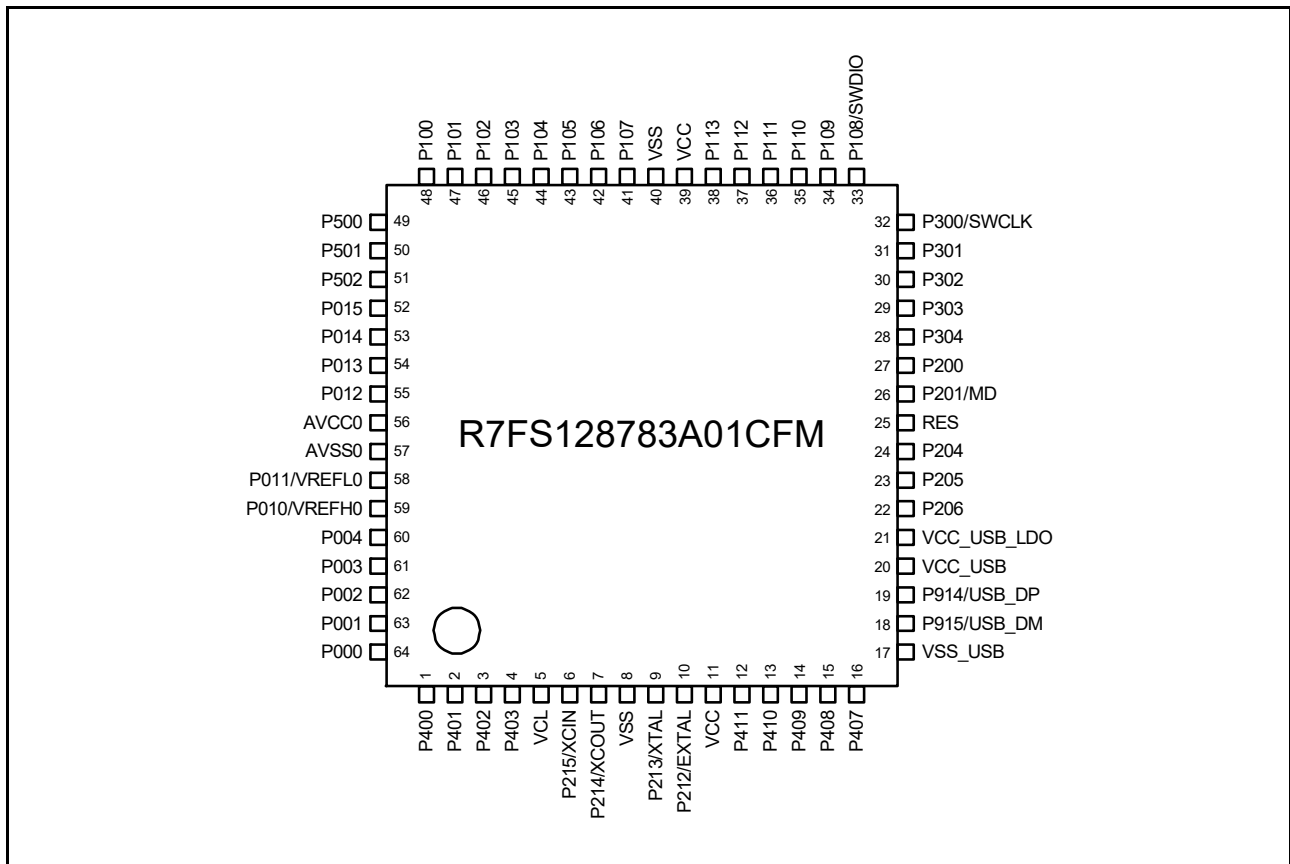 P100 P101 P102 P103 P104 P105 P106 P107 VSS VCC P113 P112 P111 P110 P109 P108/SWDIO
48 47 46 45 44 43 42 41 40 39 38 37 36 35 34 33
P500 49 32 P300/SWCLK
P501 50 31 P301
P502 51 30 P302
P015 52 29 P303
P014 53 28 P304
P013 54 27 P200
P012 55 26 P201/MD
AVCC0 56 25 RES
R7FS128783A01CFM
AVSS0 57 24 P204
P011/VREFL0 58 23 P205
P010/VREFH0 59 22 P206
P004 60 21 VCC_USB_LDO
P003 61 20 VCC_USB
P002 62 19 P914/USB_DP
P001 63 18 P915/USB_DM
P000 64 17 VSS_USB
1 2 3 4 5 6 7 8 9 10 11 12 13 14 15 16
P400 P401 P402 P403 VCL P215/XCIN P214/XCOUT VSS P213/XTAL P212/EXTAL VCC P411 P410 P409 P408 P407